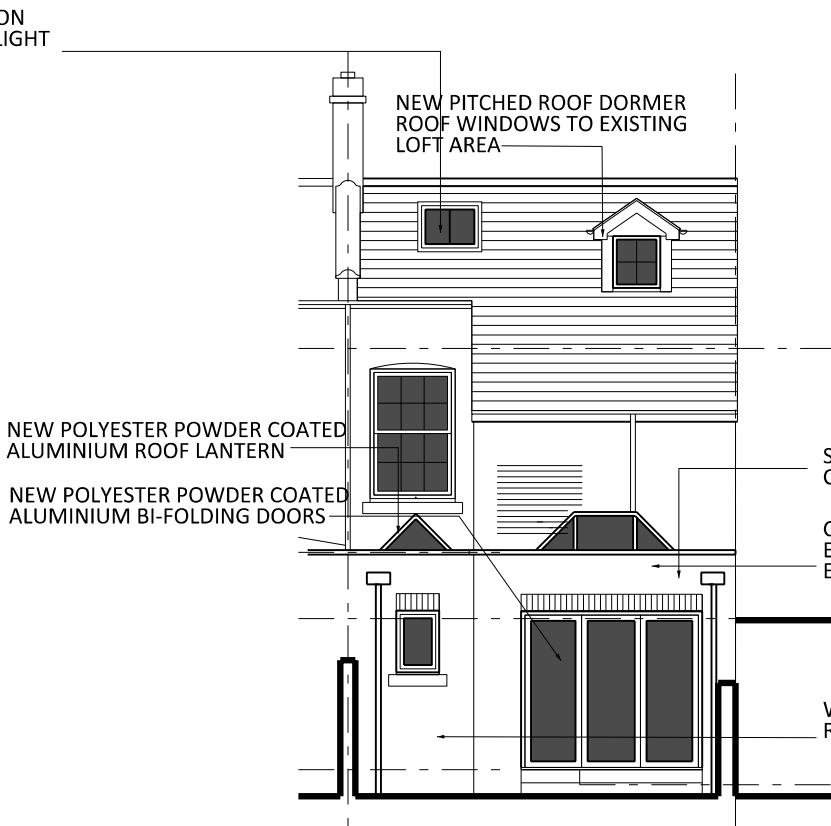 ON
LIGHT
NEW PITCHED ROOF DORMER
ROOF WINDOWS TO EXISTING
LOFT AREA
NEW POLYESTER POWDER COATED
ALUMINIUM ROOF LANTERN
NEW POLYESTER POWDER COATED
ALUMINIUM BI-FOLDING DOORS